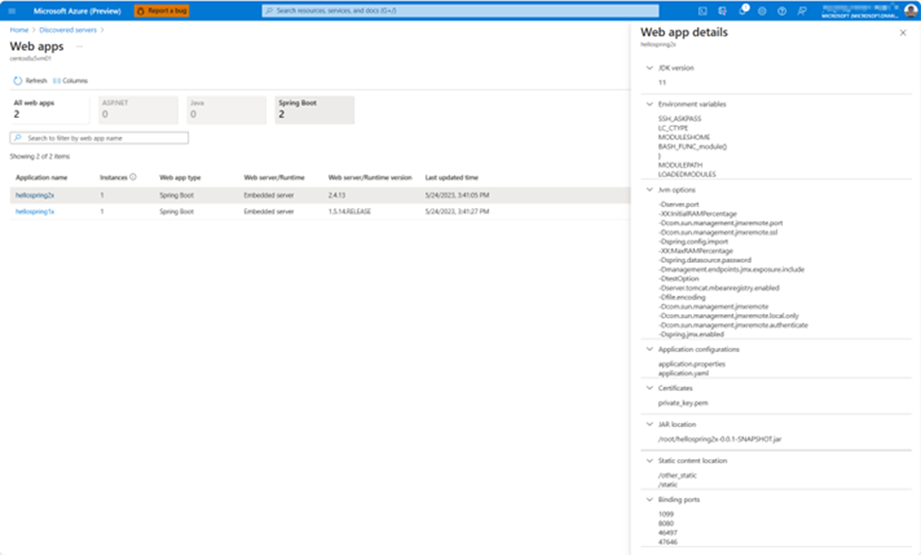 Microsoft Azure (Preview)
Report a bug
Search resources, services, and docs (G+/)
1
Home > Discovered servers >
Web apps ...
Refresh
Columns
All web apps
2
ASP.NET
0
Java
0
Spring Boot
2
Search to filter by web app name
Showing 2 of 2 items
Application name Instances Web app type Web server/Runtime Web server/Runtime version Last updated time
hellospring2x 1 Spring Boot Embedded server 2.4.13 5/24/2023, 3:41:05 PM
hellospring1x 1 Spring Boot Embedded server 1.5.14.RELEASE 5/24/2023, 3:41:27 PM
Web app details
hellospring2x
JDK version
11
Environment variables
SSH_ASKPASS
LC_CTYPE
MODULESHOME
BASH_FUNC_module()
}
MODULEPATH
LOADEDMODULES
Jvm options
-Dserver.port
-XX:InitialRAMPercentage
-Dcom.sun.management.jmxremote.port
-Dcom.sun.management.jmxremote.ssl
-Dspring.config.import
-XX:MaxRAMPercentage
-Dspring.datasource.password
-Dmanagement.endpoints.jmx.exposure.include
-DtestOption
-Dserver.tomcat.mbeanregistry.enabled
-Dfile.encoding
-Dcom.sun.management.jmxremote
-Dcom.sun.management.jmxremote.local.only
-Dcom.sun.management.jmxremote.authenticate
-Dspring.jmx.enabled
Application configurations
application.properties
application.yaml
Certificates
private_key.pem
JAR location
/root/hellospring2x-0.0.1-SNAPSHOT.jar
Static content location
/other_static
/static
Binding ports
1099
8080
46497
47646